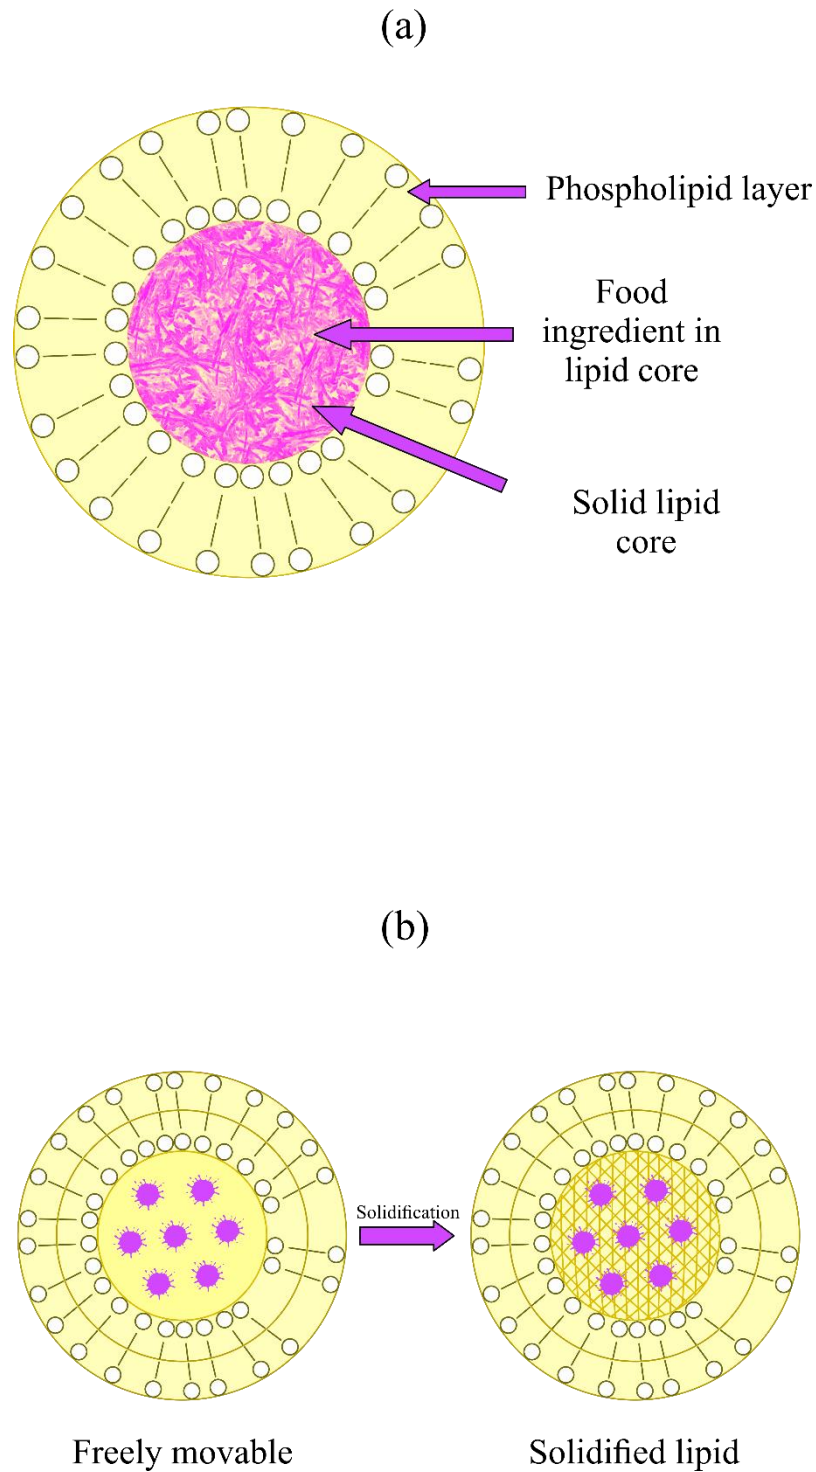 (a)
Phospholipid layer
Food
ingredient in
lipid core
Solid lipid
core
(b)
Solidification
Freely movable
Solidified lipid